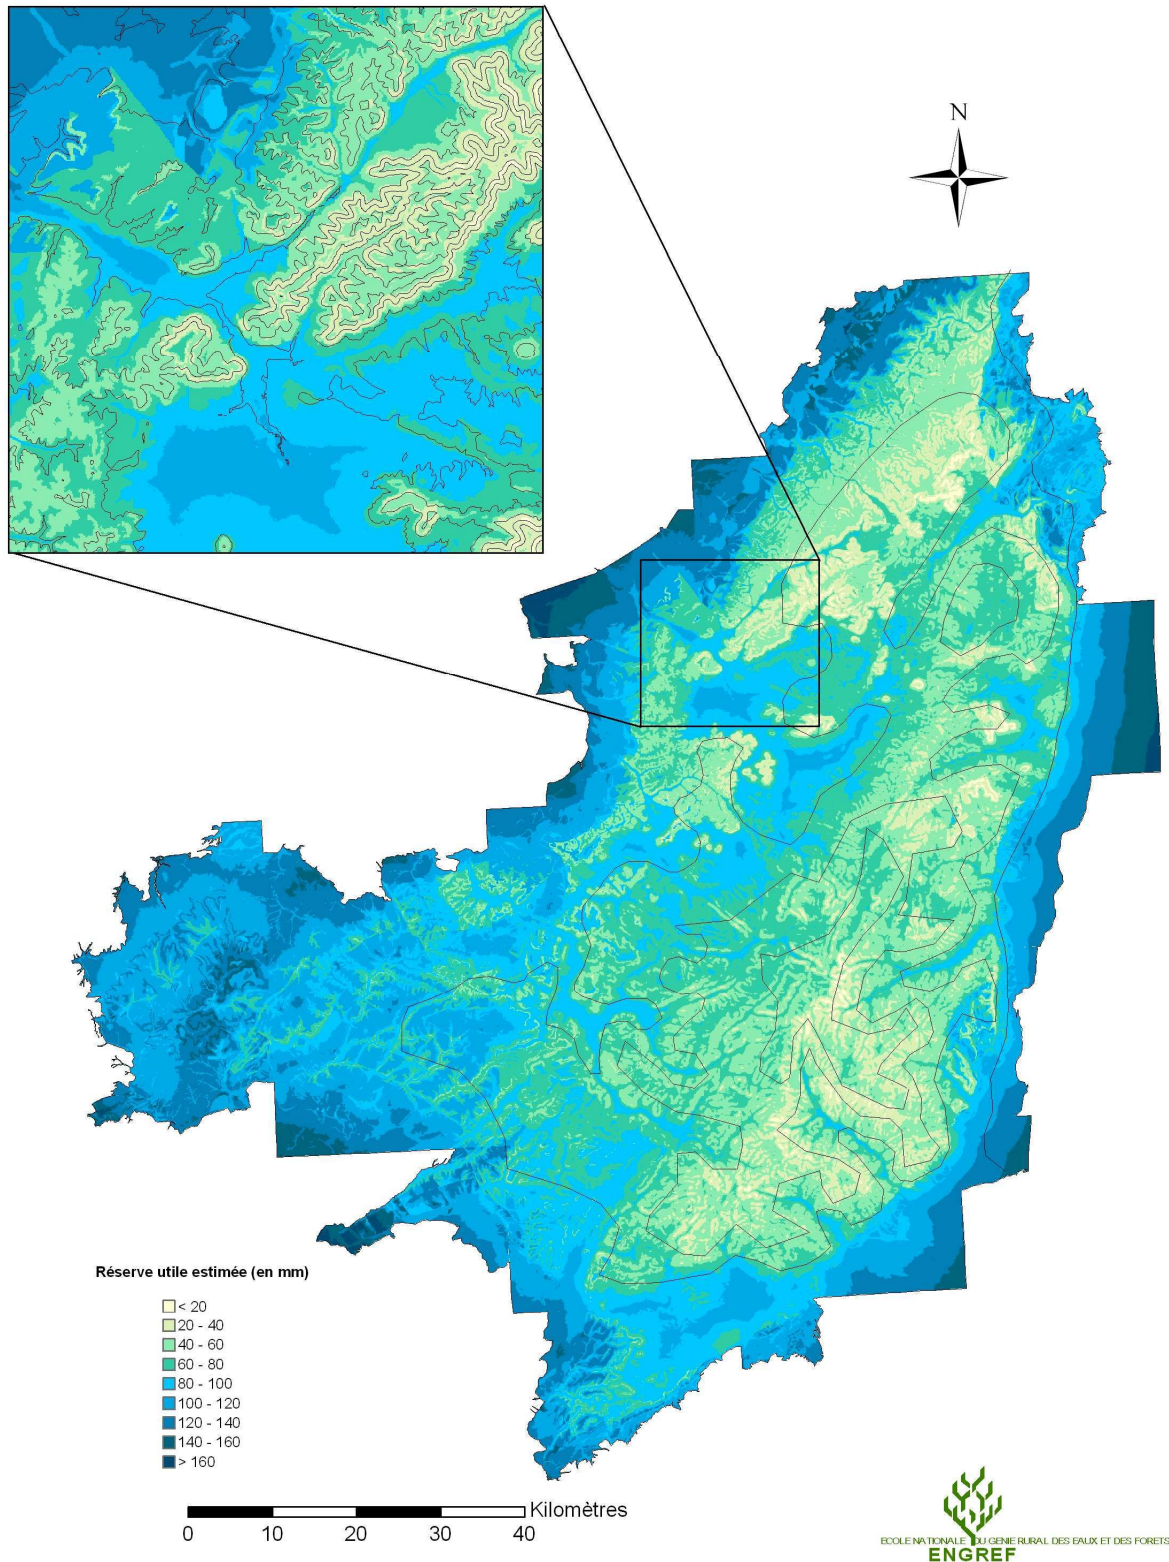 N
Réserve utile estimée (en mm)
< 20
20 - 40
40 - 60
60 - 80
80 - 100
100 - 120
120 - 140
140 - 160
> 160
Kilomètres
0 10 20 30 40
ECOLE NATIONALE DU GENIE RURAL DES EAUX ET DES FORETS
ENGREF